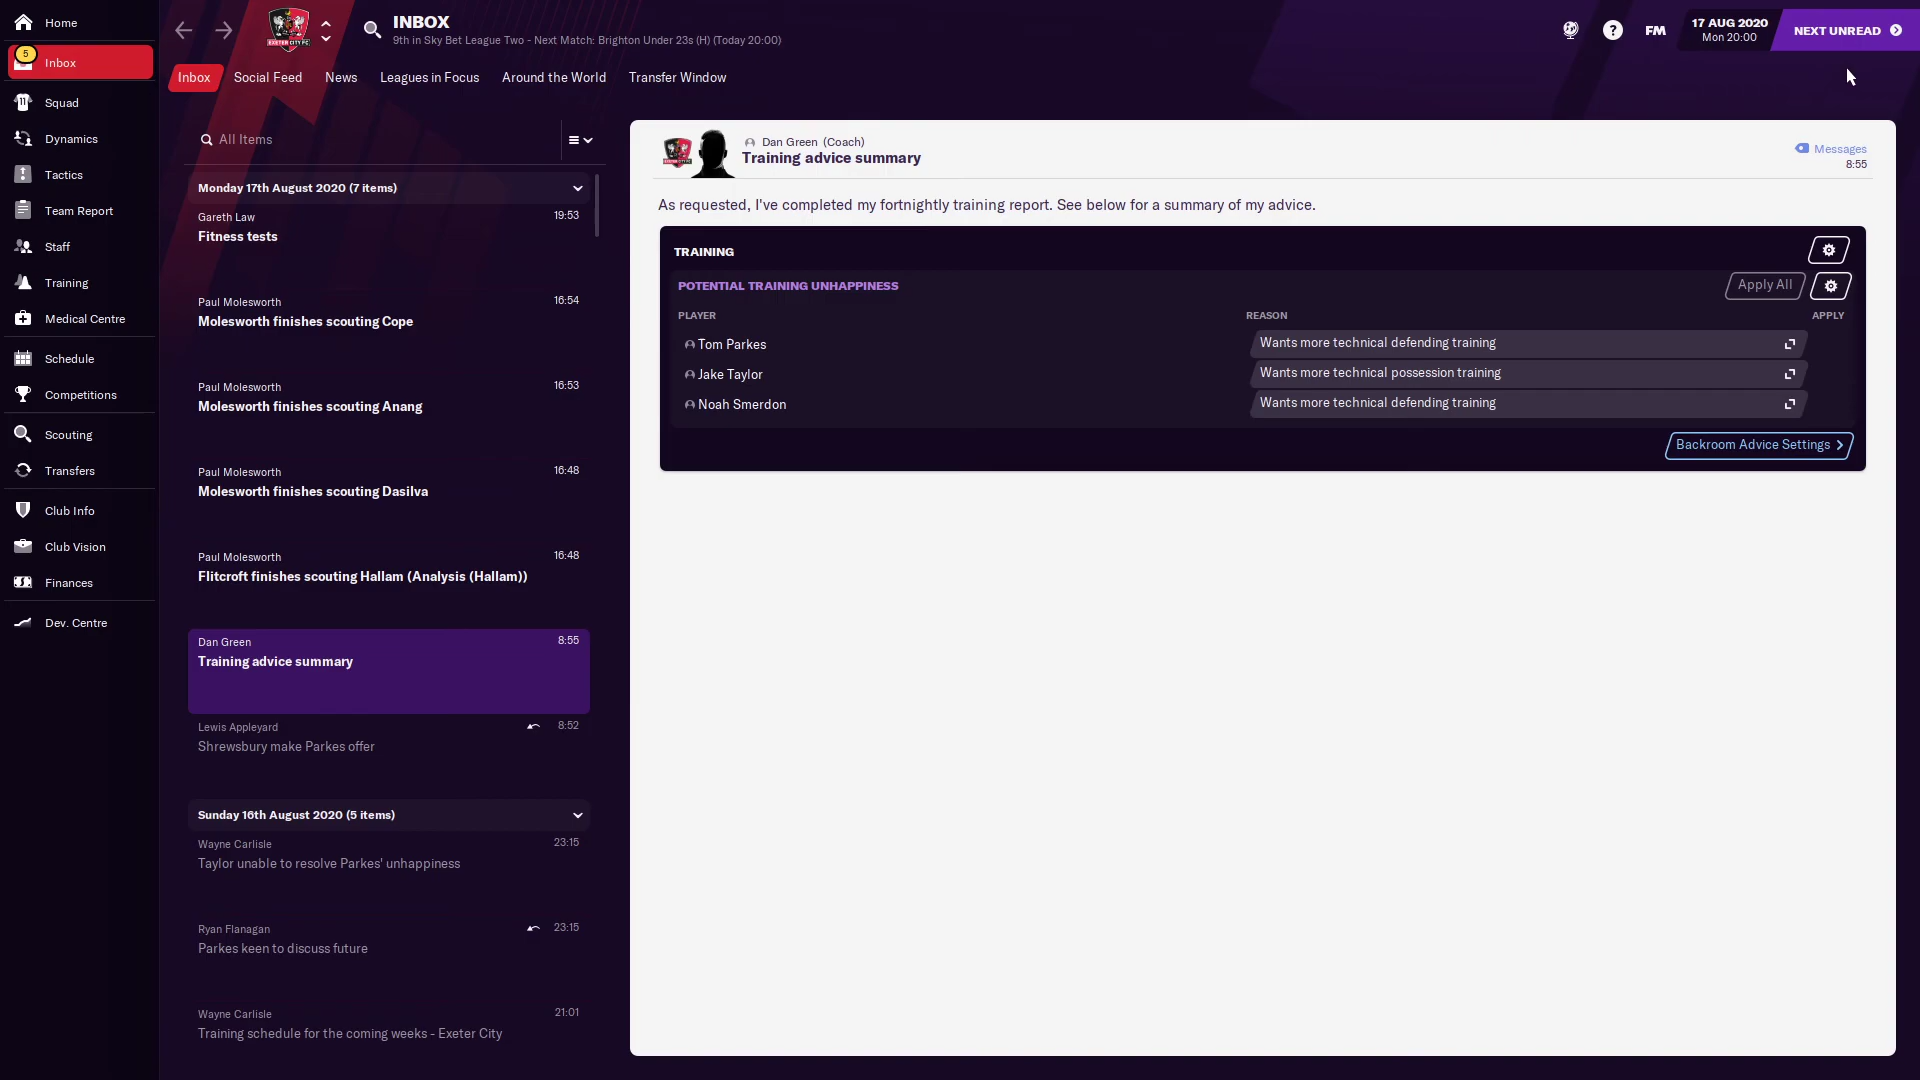 Home
5
Inbox
11
Squad
Dynamics
Tactics
Team Report
Staff
Training
Medical Centre
Schedule
Competitions
Scouting
Transfers
Club Info
Club Vision
Finances
Dev. Centre
EXETER CITY FC
INBOX
9th in Sky Bet League Two - Next Match: Brighton Under 23s (H) (Today 20:00)
?
FM
17 AUG 2020
Mon 20:00
NEXT UNREAD
Inbox
Social Feed
News
Leagues in Focus
Around the World
Transfer Window
All Items
Monday 17th August 2020 (7 items)
Gareth Law 19:53
Fitness tests
Paul Molesworth 16:54
Molesworth finishes scouting Cope
Paul Molesworth 16:53
Molesworth finishes scouting Anang
Paul Molesworth 16:48
Molesworth finishes scouting Dasilva
Paul Molesworth 16:48
Flitcroft finishes scouting Hallam (Analysis (Hallam))
Dan Green 8:55
Training advice summary
Lewis Appleyard 8:52
Shrewsbury make Parkes offer
Sunday 16th August 2020 (5 items)
Wayne Carlisle 23:15
Taylor unable to resolve Parkes' unhappiness
Ryan Flanagan 23:15
Parkes keen to discuss future
Wayne Carlisle 21:01
Training schedule for the coming weeks - Exeter City
Dan Green (Coach)
Training advice summary
Messages
8:55
As requested, I've completed my fortnightly training report. See below for a summary of my advice.
TRAINING
POTENTIAL TRAINING UNHAPPINESS
Apply All
PLAYER REASON APPLY
Tom Parkes Wants more technical defending training
Jake Taylor Wants more technical possession training
Noah Smerdon Wants more technical defending training
Backroom Advice Settings